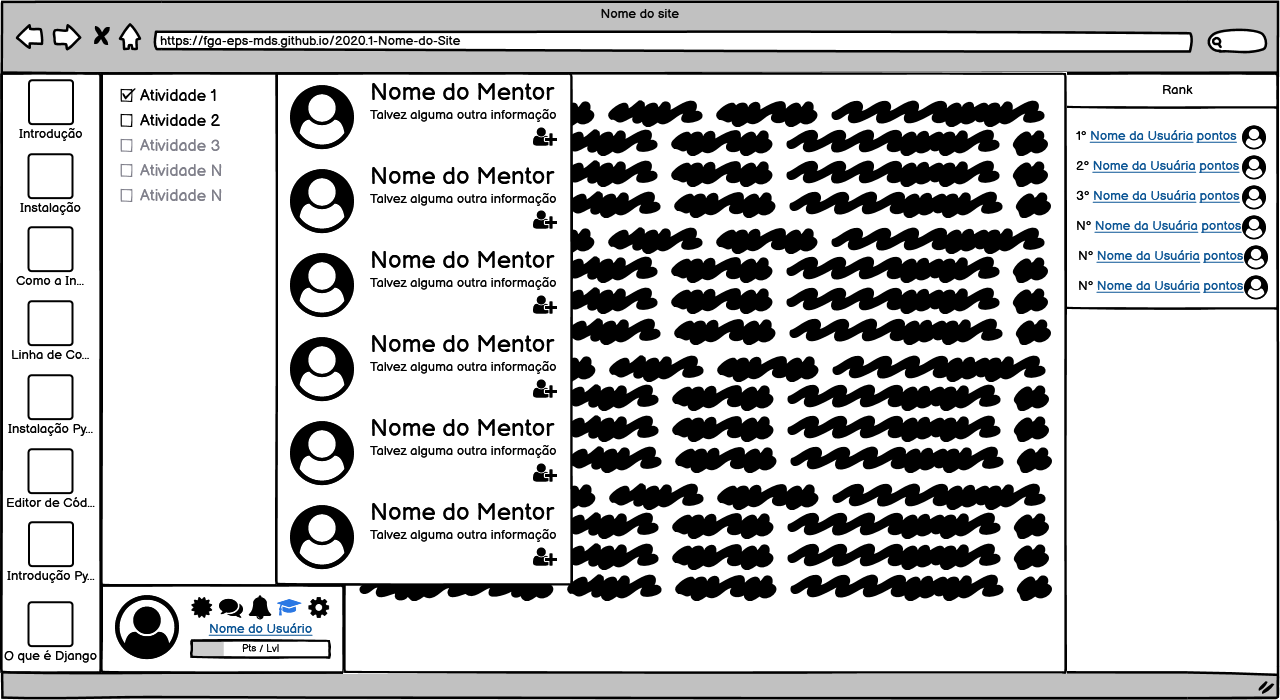 Nome do site
https://fga-eps-mds.github.io/2020.1-Nome-do-Site
Introdução
Instalação
Como a In...
Linha de Co...
Instalação Py...
Editor de Cód...
Introdução Py...
O que é Django
Atividade 1
Atividade 2
Atividade 3
Atividade N
Atividade N
Nome do Mentor
Talvez alguma outra informação
Nome do Mentor
Talvez alguma outra informação
Nome do Mentor
Talvez alguma outra informação
Nome do Mentor
Talvez alguma outra informação
Nome do Mentor
Talvez alguma outra informação
Nome do Mentor
Talvez alguma outra informação
Nome do Usuário
Pts / Lvl
Rank
1° Nome da Usuária pontos
2° Nome da Usuária pontos
3° Nome da Usuária pontos
N° Nome da Usuária pontos
N° Nome da Usuária pontos
N° Nome da Usuária pontos